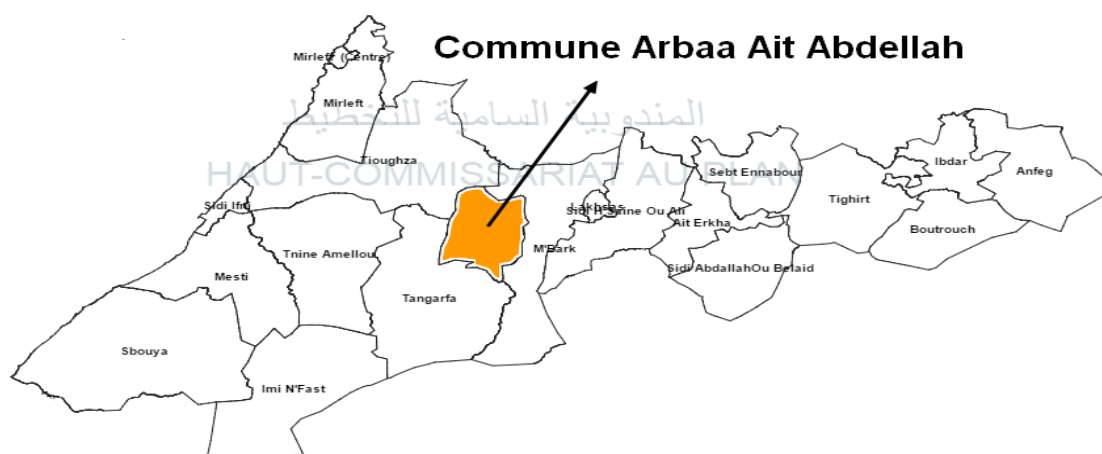 Commune Arbaa Ait Abdellah
Mirleft (Centre)
Mirleft
المندوبية السامية للتخطيط
Tioughza
HAUT-COMMISSARIAT AU PLAN
Ibdar
Anfeg
Sebt Ennabour
Tighirt
Sidi Ifni
Lakhsas
Sidi H'Saine Ou Ali
Ait Erkha
Boutrouch
Tnine Amellou
M'Bark
Mesti
Sidi AbdallahOu Belaid
Tangarfa
Sbouya
Imi N'Fast